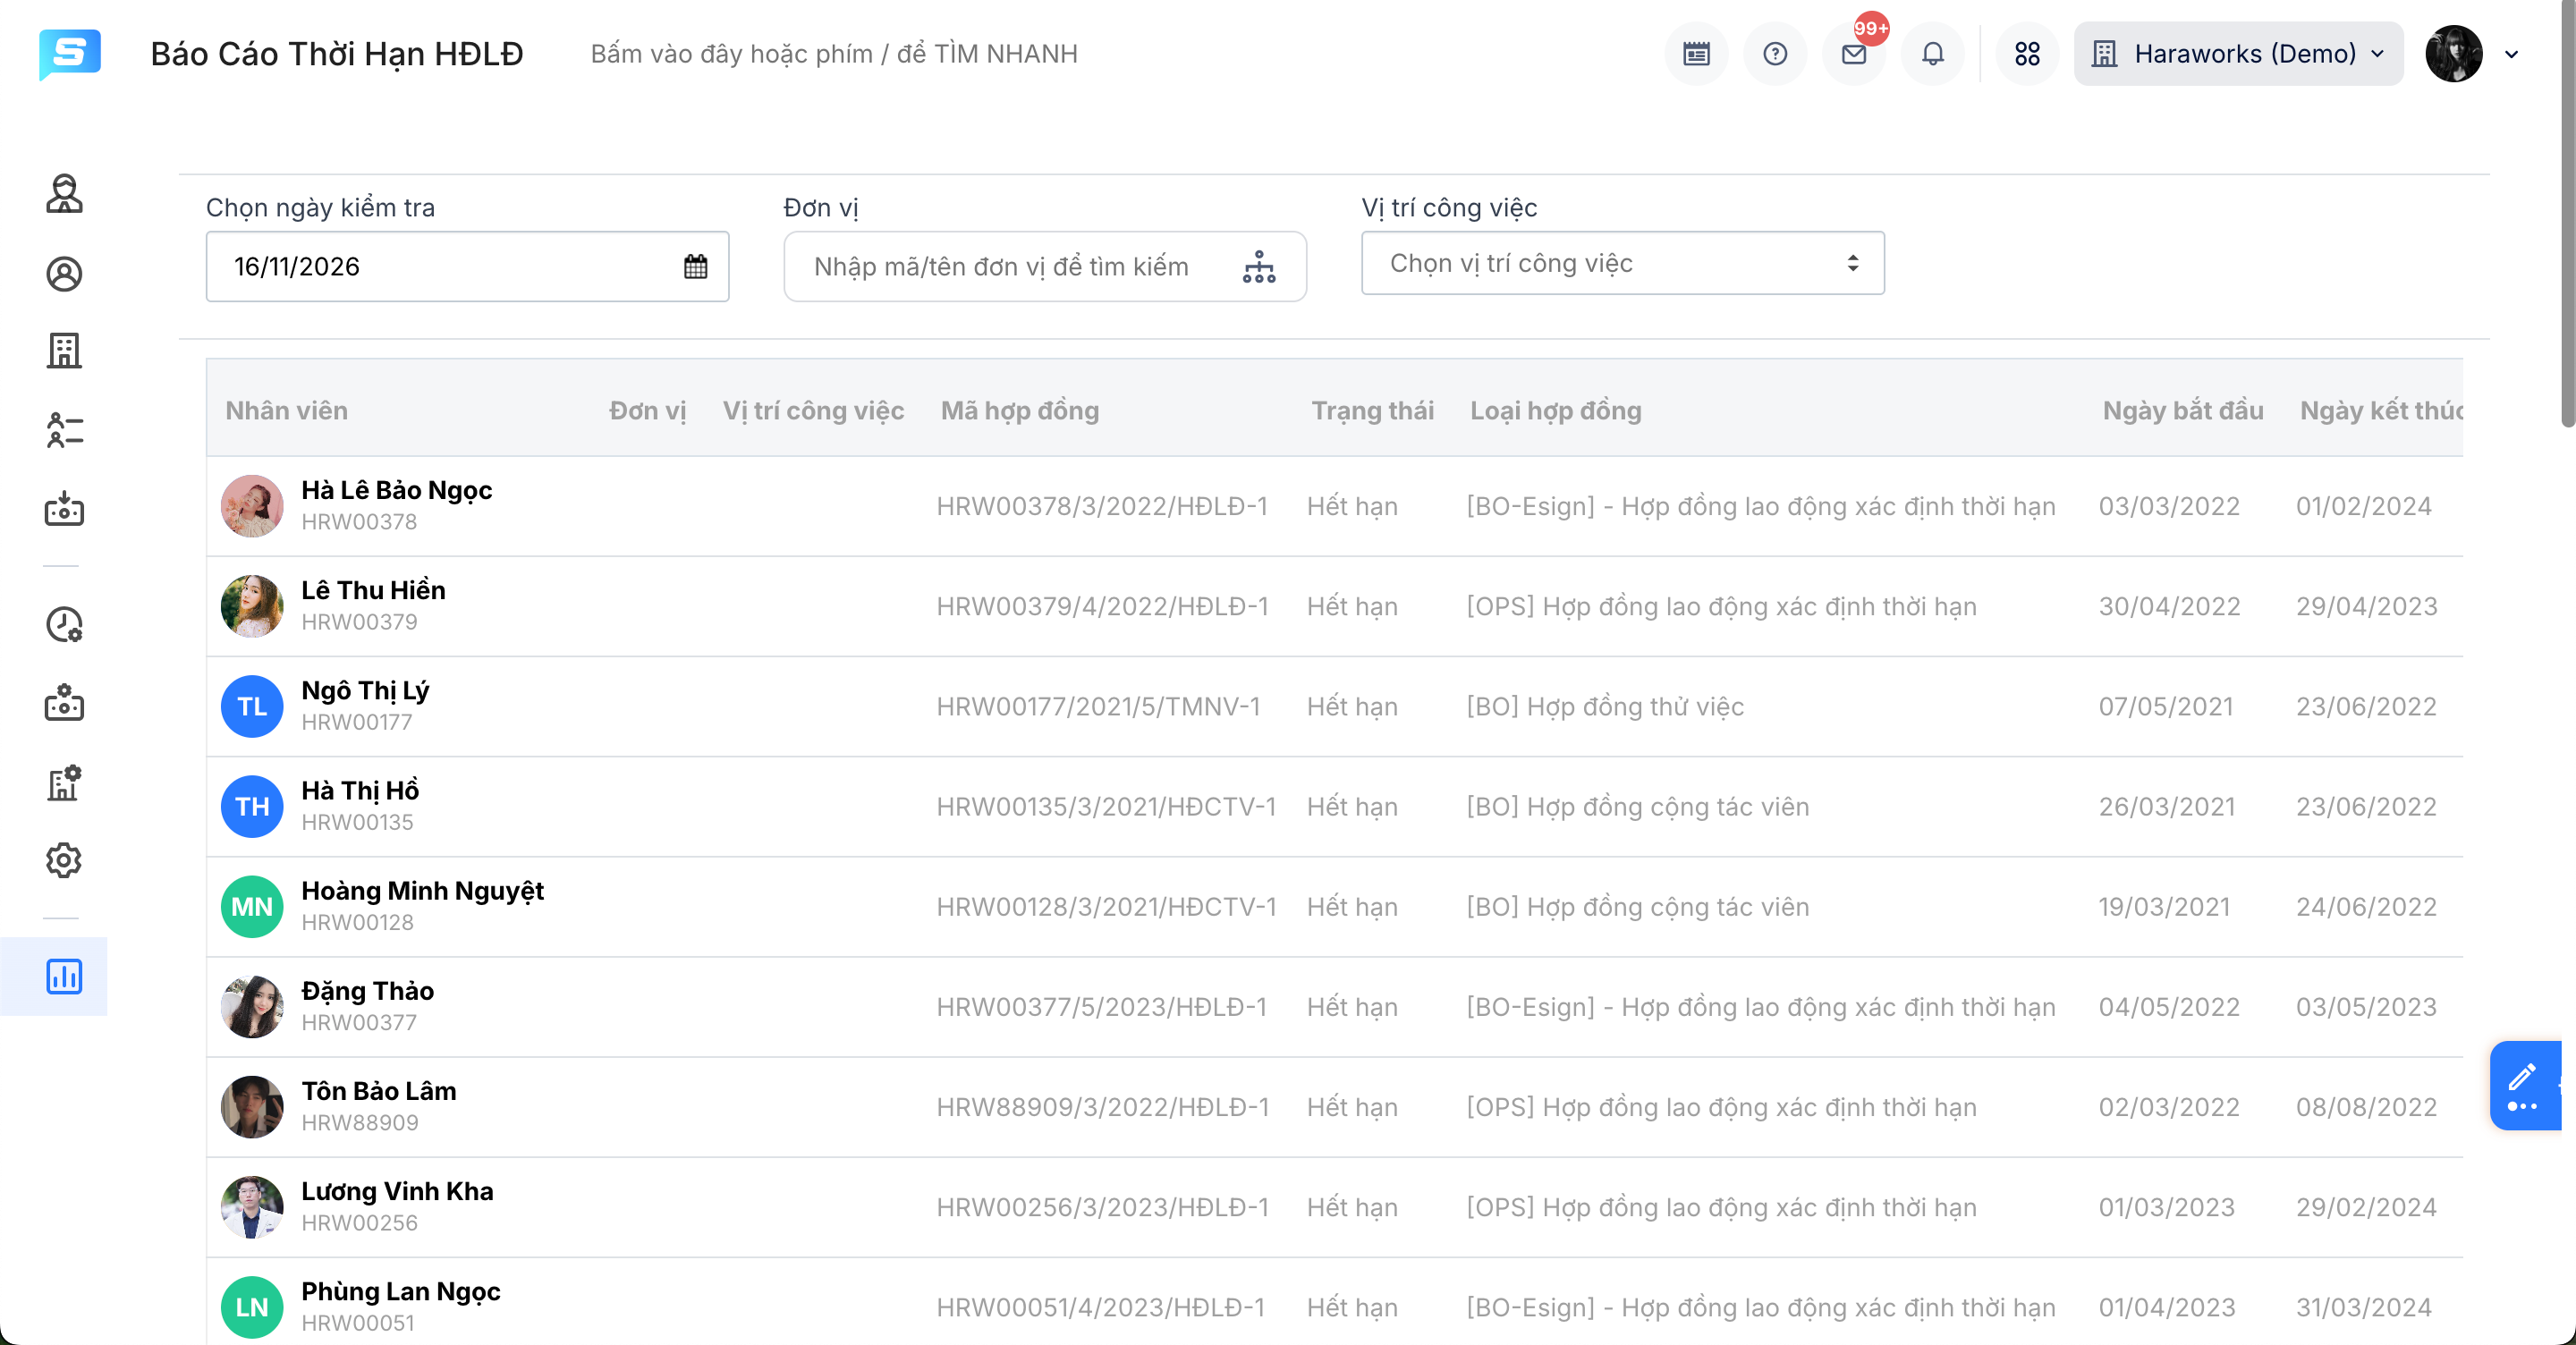 S
Báo Cáo Thời Hạn HĐLĐ
Bấm vào đây hoặc phím / để TÌM NHANH
99+
Haraworks (Demo)
Chọn ngày kiểm tra
Đơn vị
Vị trí công việc
16/11/2026
Nhập mã/tên đơn vị để tìm kiếm
Chọn vị trí công việc
Nhân viên Đơn vị Vị trí công việc Mã hợp đồng Trạng thái Loại hợp đồng Ngày bắt đầu Ngày kết thúc
Hà Lê Bảo Ngọc
HRW00378
HRW00378/3/2022/HĐLĐ-1 Hết hạn [BO-Esign] - Hợp đồng lao động xác định thời hạn 03/03/2022 01/02/2024
Lê Thu Hiền
HRW00379
HRW00379/4/2022/HĐLĐ-1 Hết hạn [OPS] Hợp đồng lao động xác định thời hạn 30/04/2022 29/04/2023
TL
Ngô Thị Lý
HRW00177
HRW00177/2021/5/TMNV-1 Hết hạn [BO] Hợp đồng thử việc 07/05/2021 23/06/2022
TH
Hà Thị Hồ
HRW00135
HRW00135/3/2021/HĐCTV-1 Hết hạn [BO] Hợp đồng cộng tác viên 26/03/2021 23/06/2022
MN
Hoàng Minh Nguyệt
HRW00128
HRW00128/3/2021/HĐCTV-1 Hết hạn [BO] Hợp đồng cộng tác viên 19/03/2021 24/06/2022
Đặng Thảo
HRW00377
HRW00377/5/2023/HĐLĐ-1 Hết hạn [BO-Esign] - Hợp đồng lao động xác định thời hạn 04/05/2022 03/05/2023
Tôn Bảo Lâm
HRW88909
HRW88909/3/2022/HĐLĐ-1 Hết hạn [OPS] Hợp đồng lao động xác định thời hạn 02/03/2022 08/08/2022
Lương Vinh Kha
HRW00256
HRW00256/3/2023/HĐLĐ-1 Hết hạn [OPS] Hợp đồng lao động xác định thời hạn 01/03/2023 29/02/2024
LN
Phùng Lan Ngọc
HRW00051
HRW00051/4/2023/HĐLĐ-1 Hết hạn [BO-Esign] - Hợp đồng lao động xác định thời hạn 01/04/2023 31/03/2024